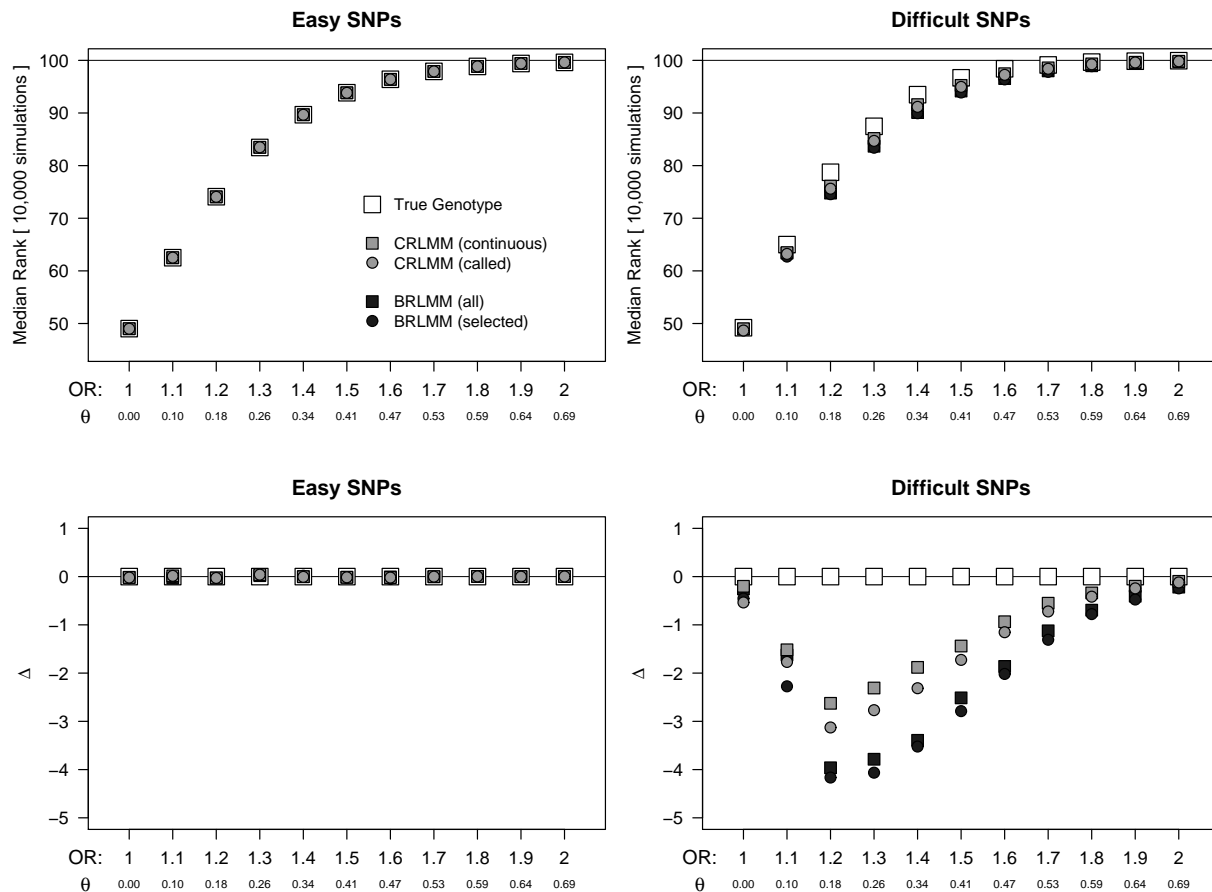 Easy SNPs
Median Rank [ 10,000 simulations ]
100
90
80
70
60
50
True Genotype
CRLMM (continuous)
CRLMM (called)
BRLMM (all)
BRLMM (selected)
OR: 1 1.1 1.2 1.3 1.4 1.5 1.6 1.7 1.8 1.9 2
θ 0.00 0.10 0.18 0.26 0.34 0.41 0.47 0.53 0.59 0.64 0.69
Difficult SNPs
Median Rank [ 10,000 simulations ]
100
90
80
70
60
50
OR: 1 1.1 1.2 1.3 1.4 1.5 1.6 1.7 1.8 1.9 2
θ 0.00 0.10 0.18 0.26 0.34 0.41 0.47 0.53 0.59 0.64 0.69
Easy SNPs
Δ
1
0
−1
−2
−3
−4
−5
OR: 1 1.1 1.2 1.3 1.4 1.5 1.6 1.7 1.8 1.9 2
θ 0.00 0.10 0.18 0.26 0.34 0.41 0.47 0.53 0.59 0.64 0.69
Difficult SNPs
Δ
1
0
−1
−2
−3
−4
−5
OR: 1 1.1 1.2 1.3 1.4 1.5 1.6 1.7 1.8 1.9 2
θ 0.00 0.10 0.18 0.26 0.34 0.41 0.47 0.53 0.59 0.64 0.69